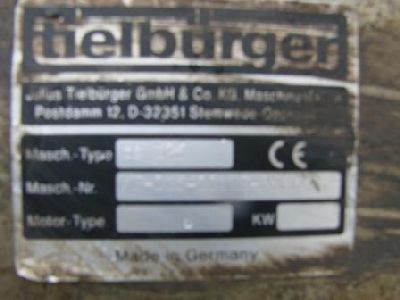 tielbürger
Julius Tielbürger GmbH & Co. KG. Maschinenfabrik
Postdamm 12, D-32351 Stemwede-
Masch.-Type CE
Masch.-Nr.
Motor-Type KW
Made in Germany